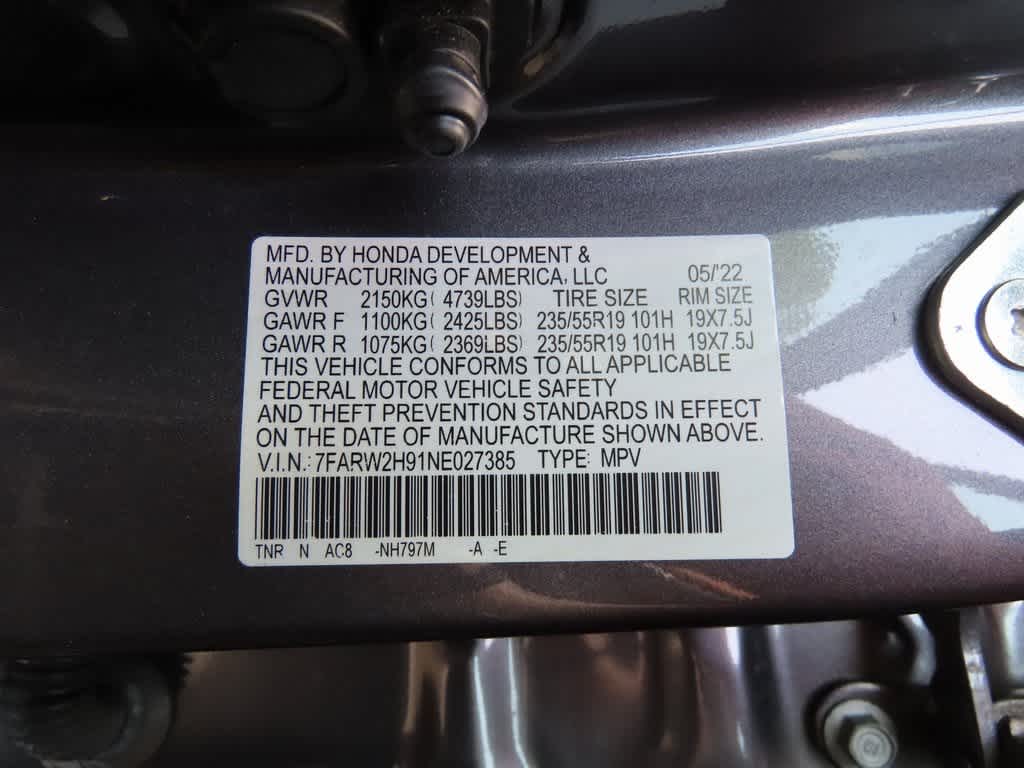 MFD. BY HONDA DEVELOPMENT &
MANUFACTURING OF AMERICA, LLC 05/'22
GVWR 2150KG( 4739LBS) TIRE SIZE RIM SIZE
GAWR F 1100KG( 2425LBS) 235/55R19 101H 19X7.5J
GAWR R 1075KG( 2369LBS) 235/55R19 101H 19X7.5J
THIS VEHICLE CONFORMS TO ALL APPLICABLE
FEDERAL MOTOR VEHICLE SAFETY
AND THEFT PREVENTION STANDARDS IN EFFECT
ON THE DATE OF MANUFACTURE SHOWN ABOVE.
V.I.N.: 7FARW2H91NE027385 TYPE: MPV
TNR N AC8 -NH797M -A -E